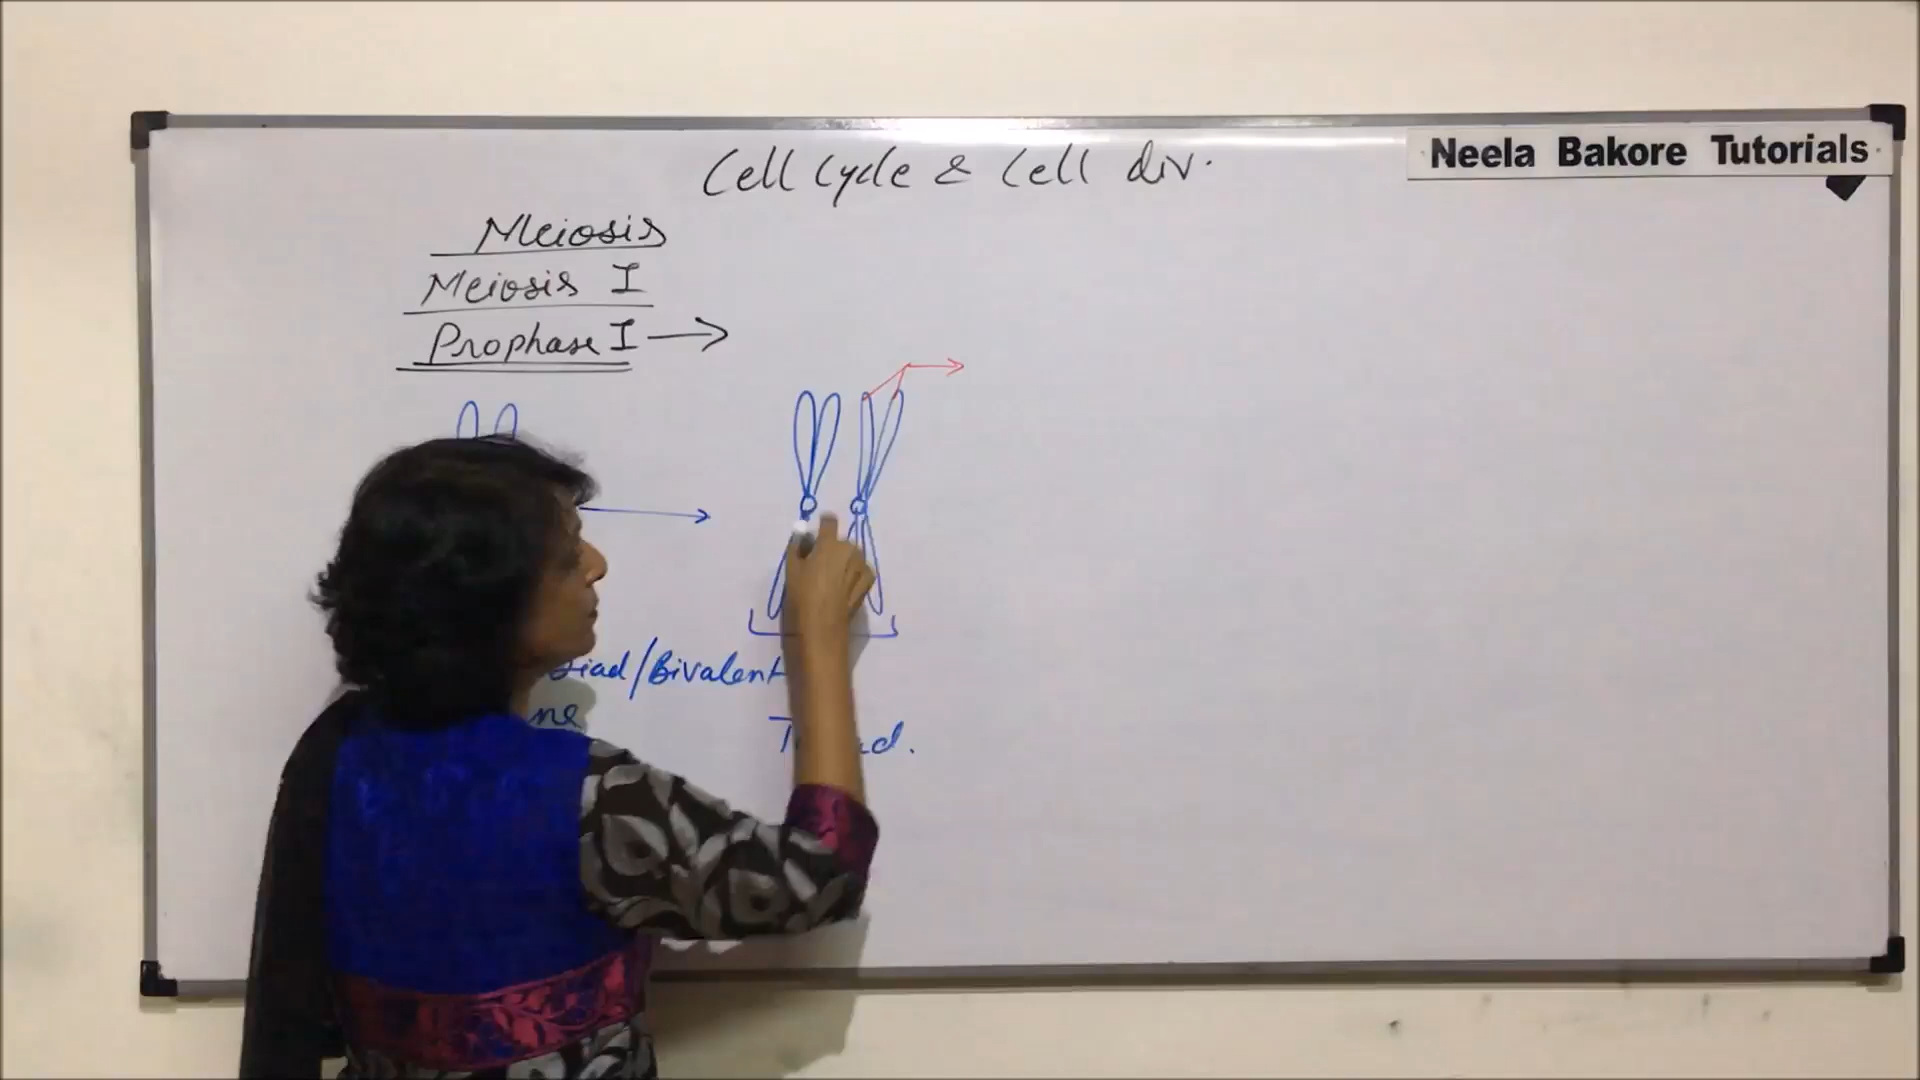 Neela Bakore Tutorials
Cell Cycle & Cell div.
Meiosis
Meiosis I
Prophase I →
/Bivalent